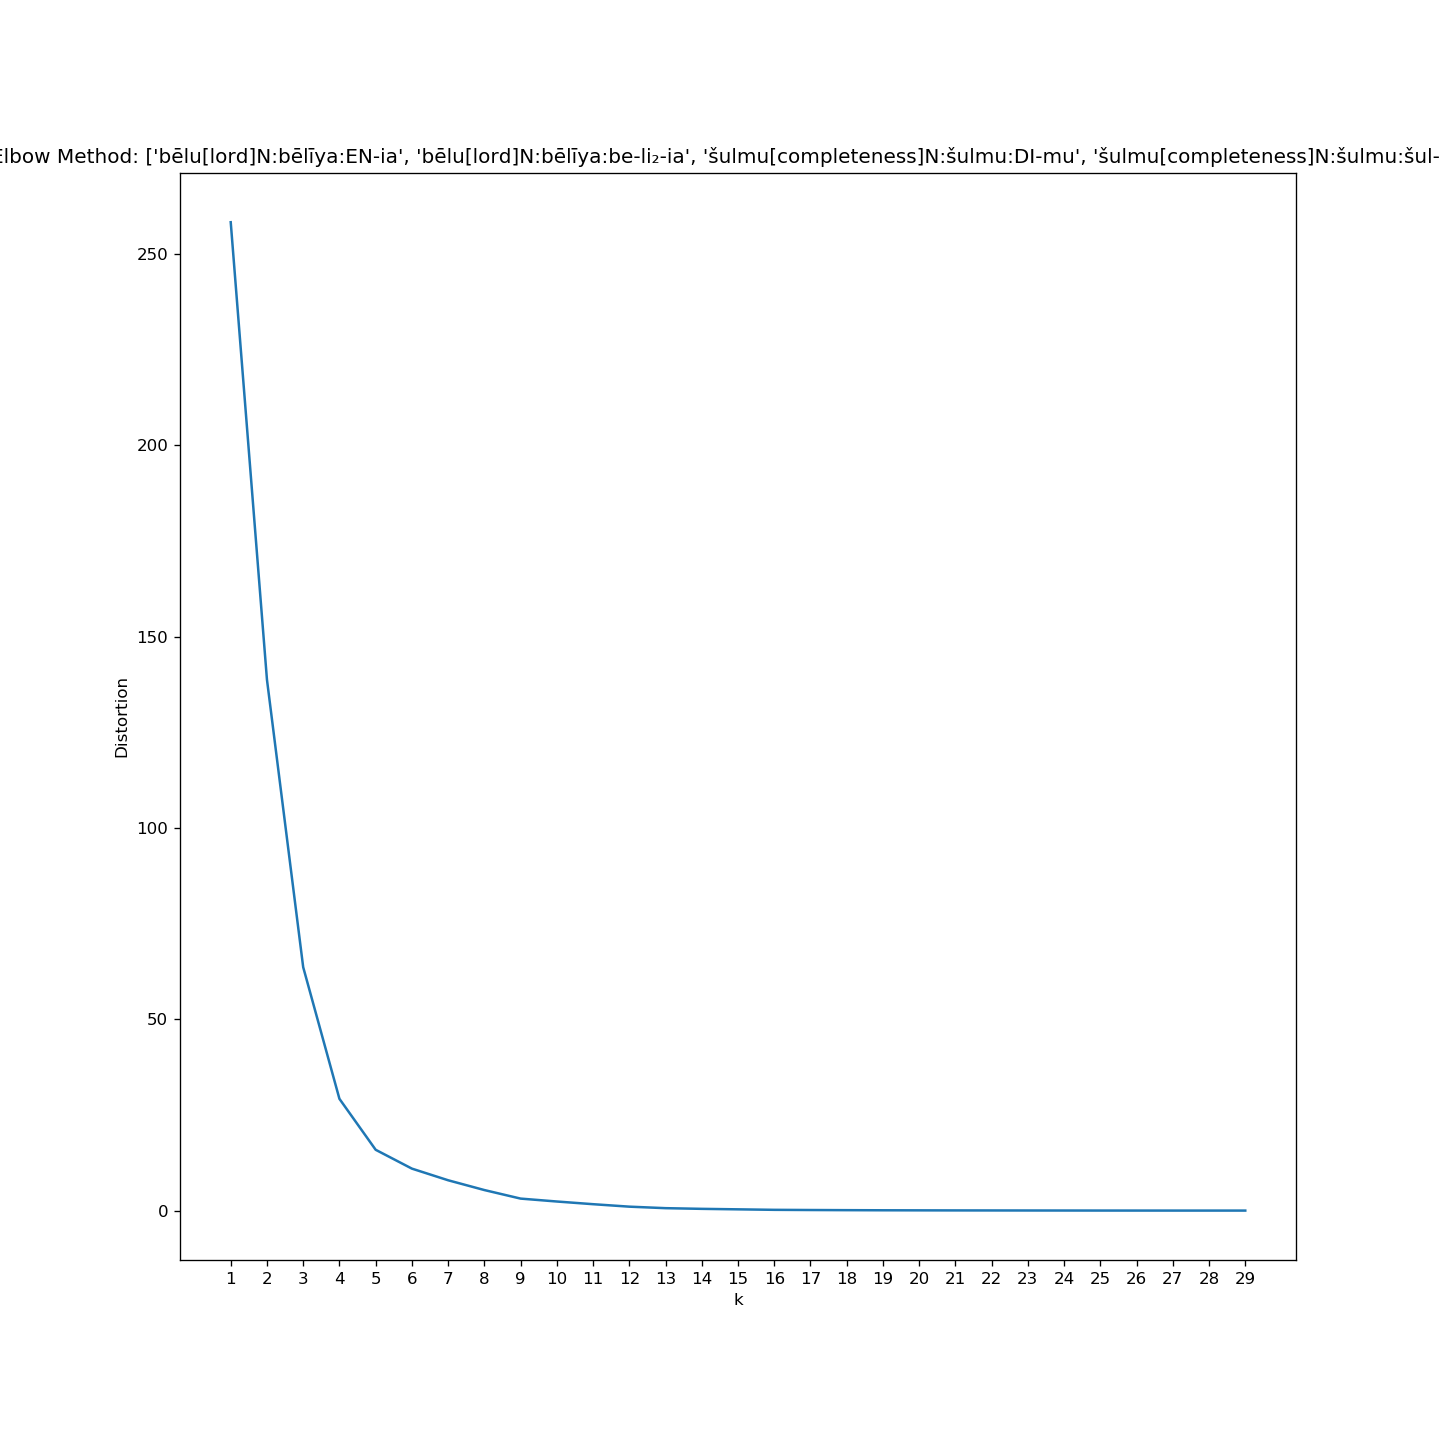 Elbow Method: ['bēlu[lord]N:bēlīya:EN-ia', 'bēlu[lord]N:bēlīya:be-li₂-ia', 'šulmu[completeness]N:šulmu:DI-mu', 'šulmu[completeness]N:šulmu:šul-
250
200
150
100
50
0
Distortion
1 2 3 4 5 6 7 8 9 10 11 12 13 14 15 16 17 18 19 20 21 22 23 24 25 26 27 28 29
k